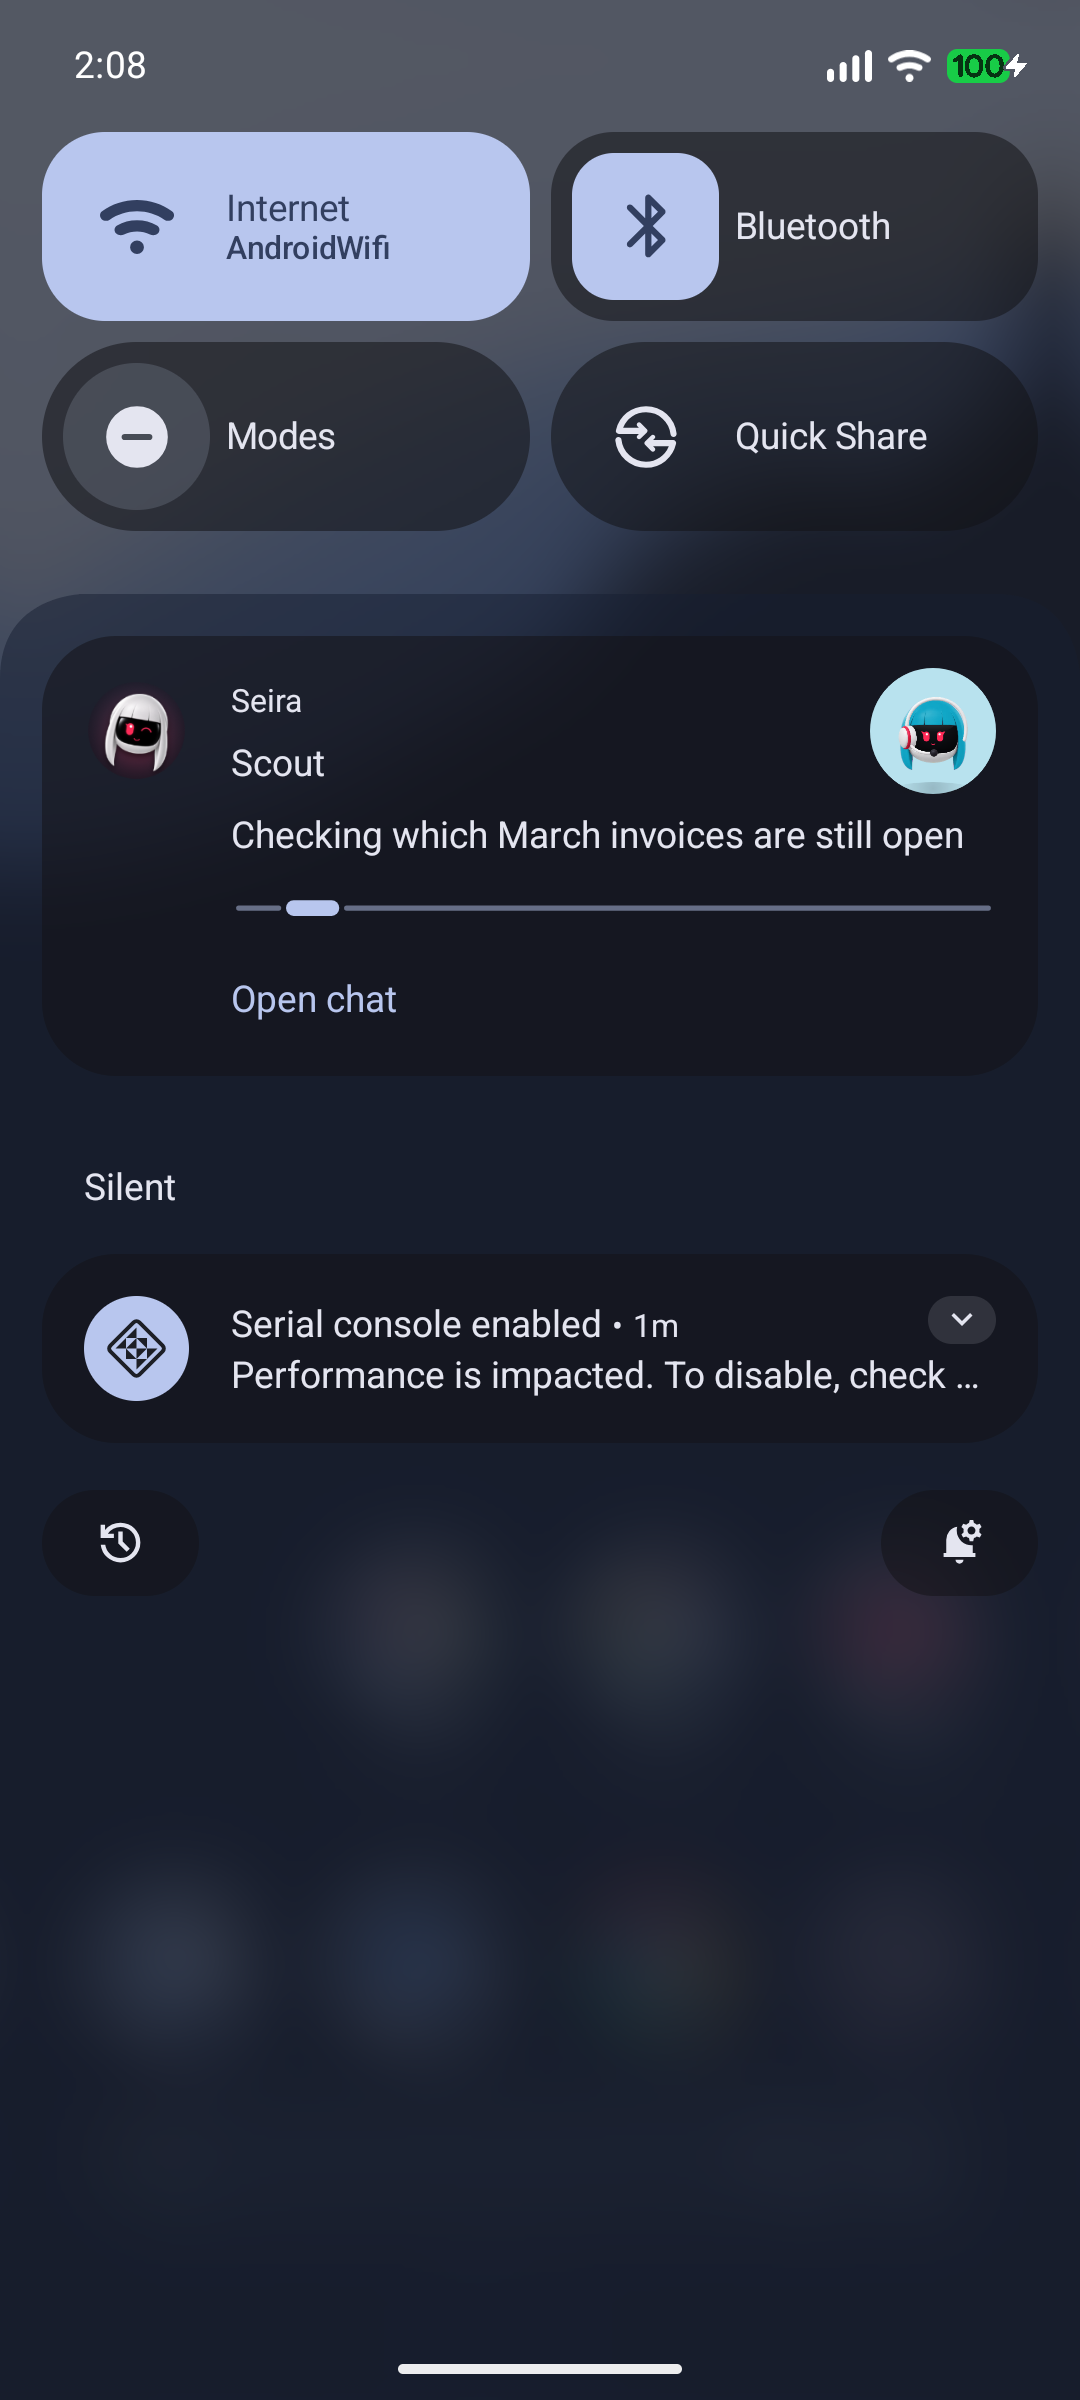 2:08
100
Internet
AndroidWifi
Bluetooth
Modes
Quick Share
Seira
Scout
Checking which March invoices are still open
Open chat
Silent
Serial console enabled • 1m
Performance is impacted. To disable, check ...